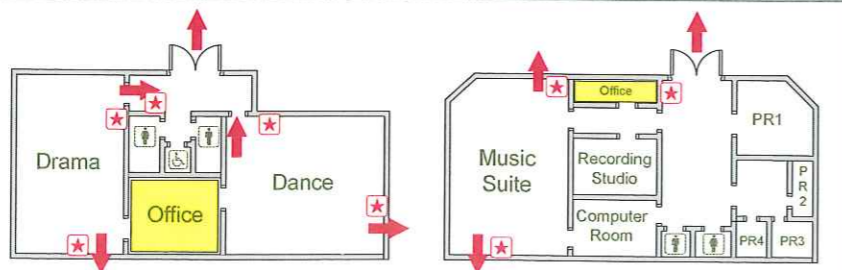 Drama
Office
Dance
Music
Suite
Office
Recording
Studio
Computer
Room
PR1
P
R
2
PR4
PR3